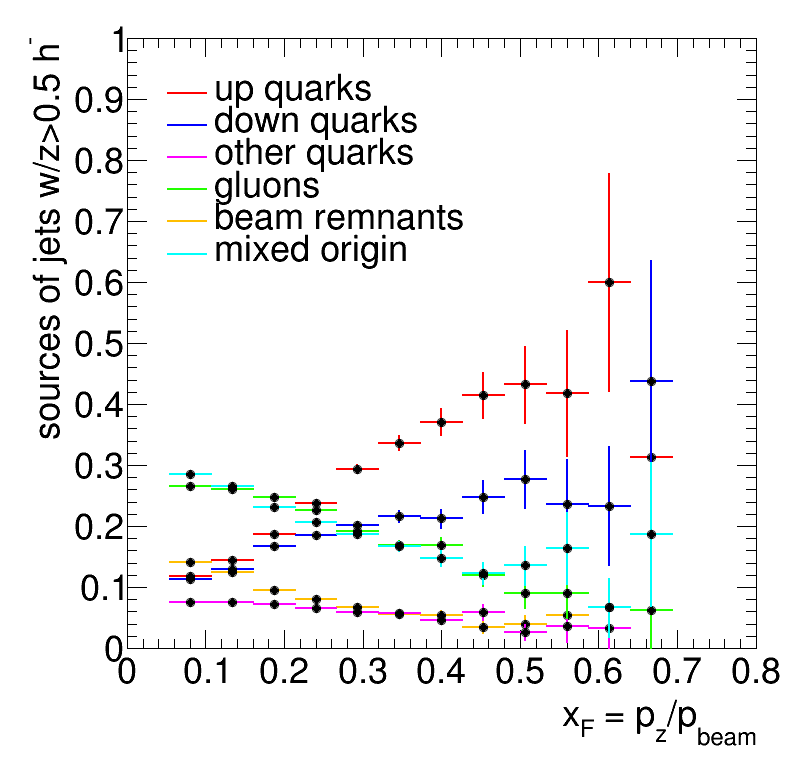 sources of jets w/z>0.5 h⁻
1
0.9
0.8
0.7
0.6
0.5
0.4
0.3
0.2
0.1
0
up quarks
down quarks
other quarks
gluons
beam remnants
mixed origin
0 0.1 0.2 0.3 0.4 0.5 0.6 0.7 0.8
x_F = p_z/p_beam